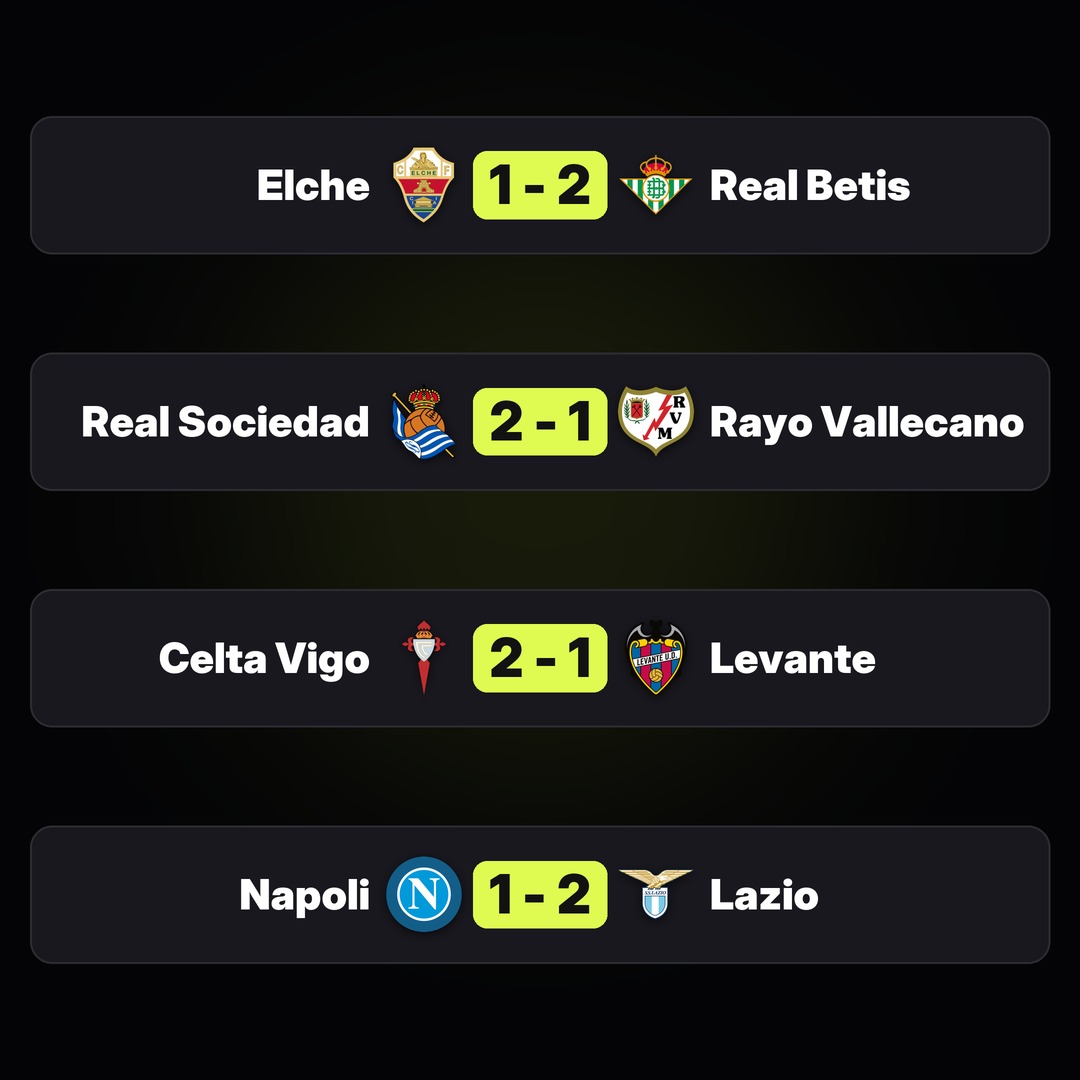 Elche 1 - 2 Real Betis
Real Sociedad 2 - 1 Rayo Vallecano
Celta Vigo 2 - 1 Levante
Napoli 1 - 2 Lazio